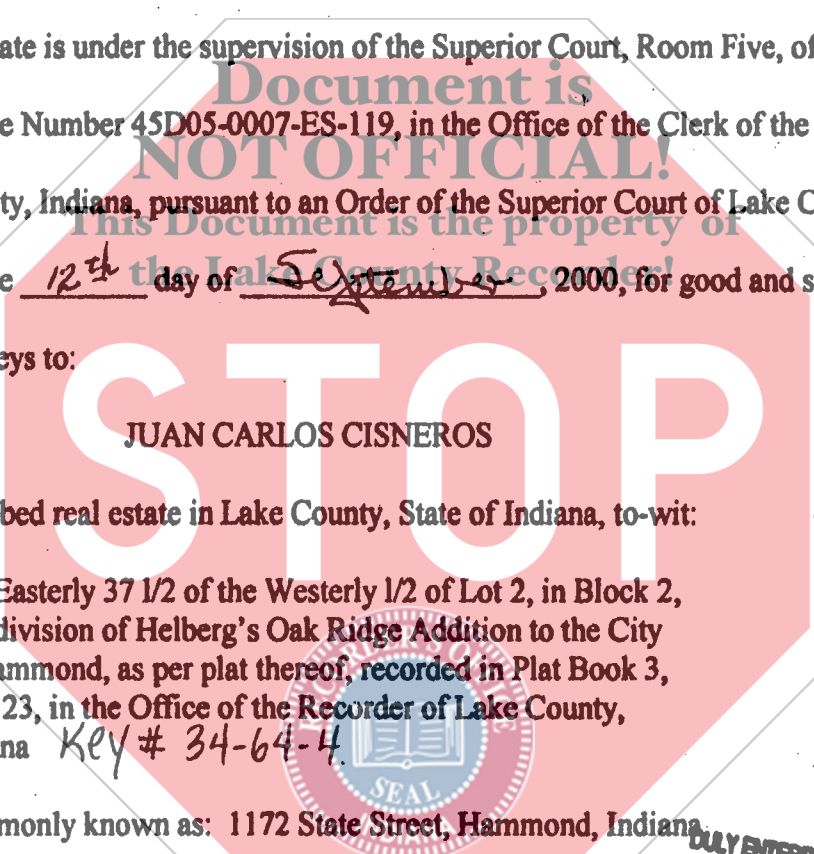 ate is under the supervision of the Superior Court, Room Five, of
Document is
e Number 45D05-0007-ES-119, in the Office of the Clerk of the
NOT OFFICIAL!
ty, Indiana, pursuant to an Order of the Superior Court of Lake C
This Document is the property of
the Lake County Recorder!
e 12th day of September, 2000, for good and s
eys to:
STOP
JUAN CARLOS CISNEROS
bed real estate in Lake County, State of Indiana, to-wit:
Easterly 37 1/2 of the Westerly 1/2 of Lot 2, in Block 2,
division of Helberg's Oak Ridge Addition to the City
ammond, as per plat thereof, recorded in Plat Book 3,
23, in the Office of the Recorder of Lake County,
na Key # 34-64-4
RECORDER'S OFFICE
SEAL
INDIANA
monly known as: 1172 State Street, Hammond, Indiana
DULY ENTERED